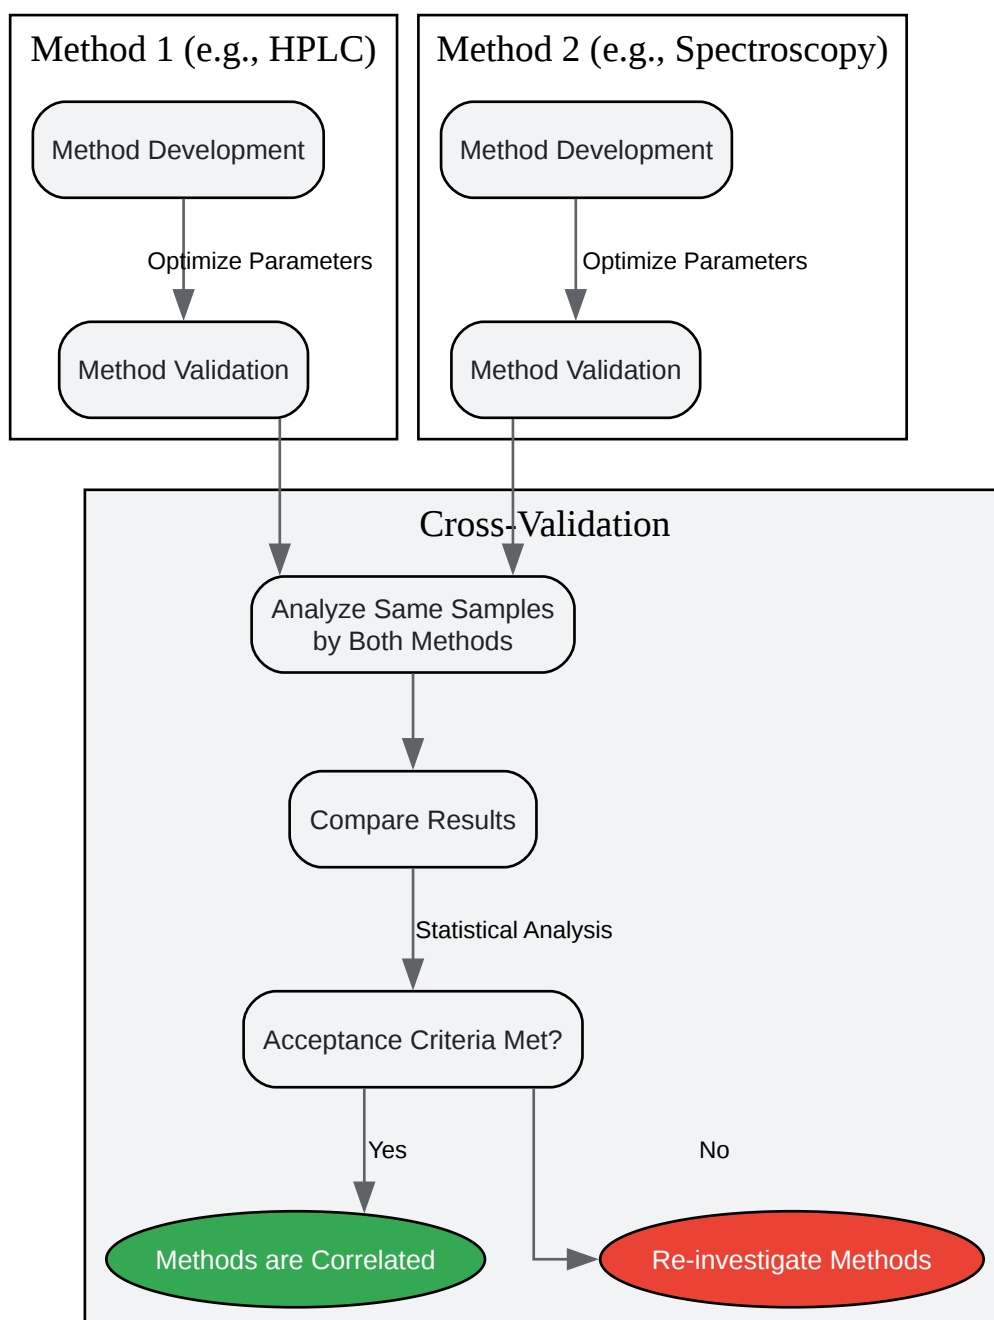 Method 1 (e.g., HPLC)
Method Development
Optimize Parameters
Method Validation
Method 2 (e.g., Spectroscopy)
Method Development
Optimize Parameters
Method Validation
Cross-Validation
Analyze Same Samples
by Both Methods
Compare Results
Statistical Analysis
Acceptance Criteria Met?
Yes
No
Methods are Correlated
Re-investigate Methods